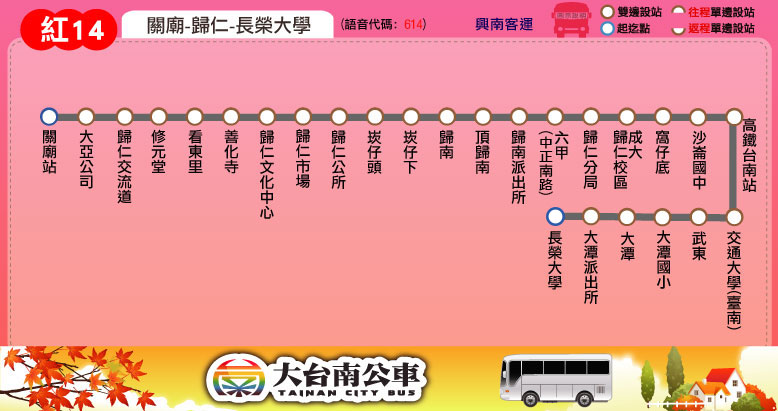 紅14
關廟-歸仁-長榮大學
(語音代碼: 614)
興南客運
雙邊設站
往程單邊設站
起迄點
返程單邊設站
關廟站
大亞公司
歸仁交流道
修元堂
看東里
善化寺
歸仁文化中心
歸仁市場
歸仁公所
崁仔頭
崁仔下
歸南
頂歸南
歸南派出所
六甲
(中正南路)
歸仁分局
成大
歸仁校區
窩仔底
沙崙國中
高鐵台南站
交通大學(臺南)
武東
大潭國小
大潭
大潭派出所
長榮大學
大台南公車
TAINAN CITY BUS